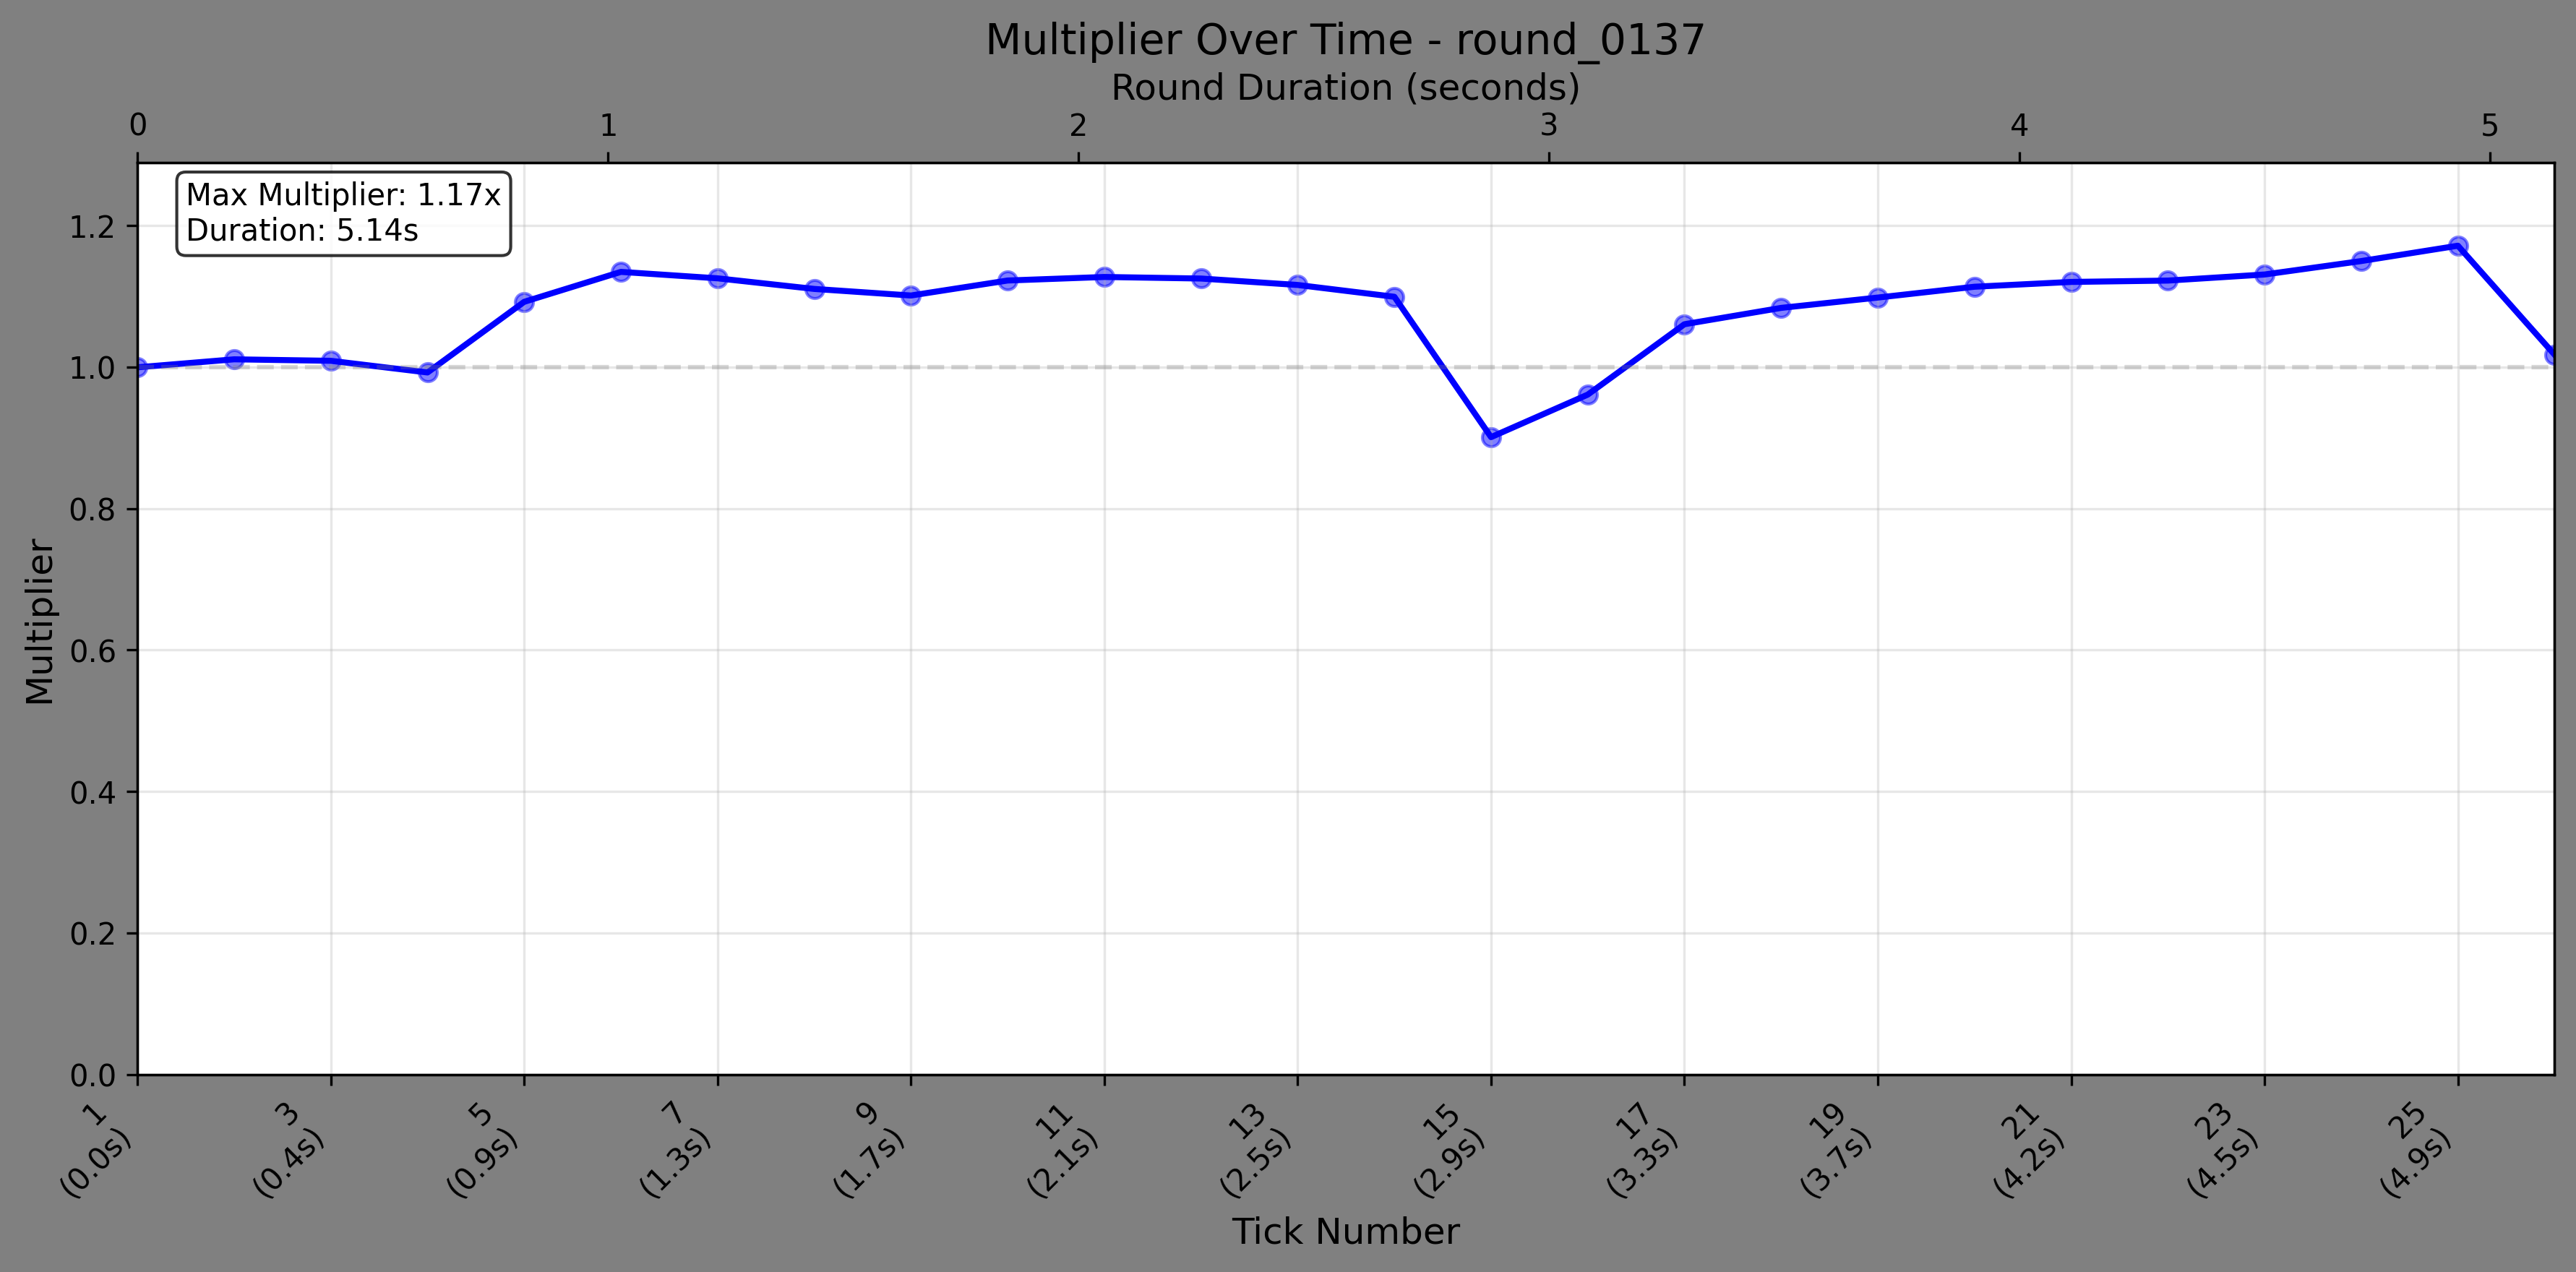 Multiplier Over Time - round_0137
Round Duration (seconds)
0 1 2 3 4 5
Max Multiplier: 1.17x
Duration: 5.14s
1.2
1.0
0.8
0.6
0.4
0.2
0.0
Multiplier
1
(0.0s)
3
(0.4s)
5
(0.9s)
7
(1.3s)
9
(1.7s)
11
(2.1s)
13
(2.5s)
15
(2.9s)
17
(3.3s)
19
(3.7s)
21
(4.2s)
23
(4.5s)
25
(4.9s)
Tick Number